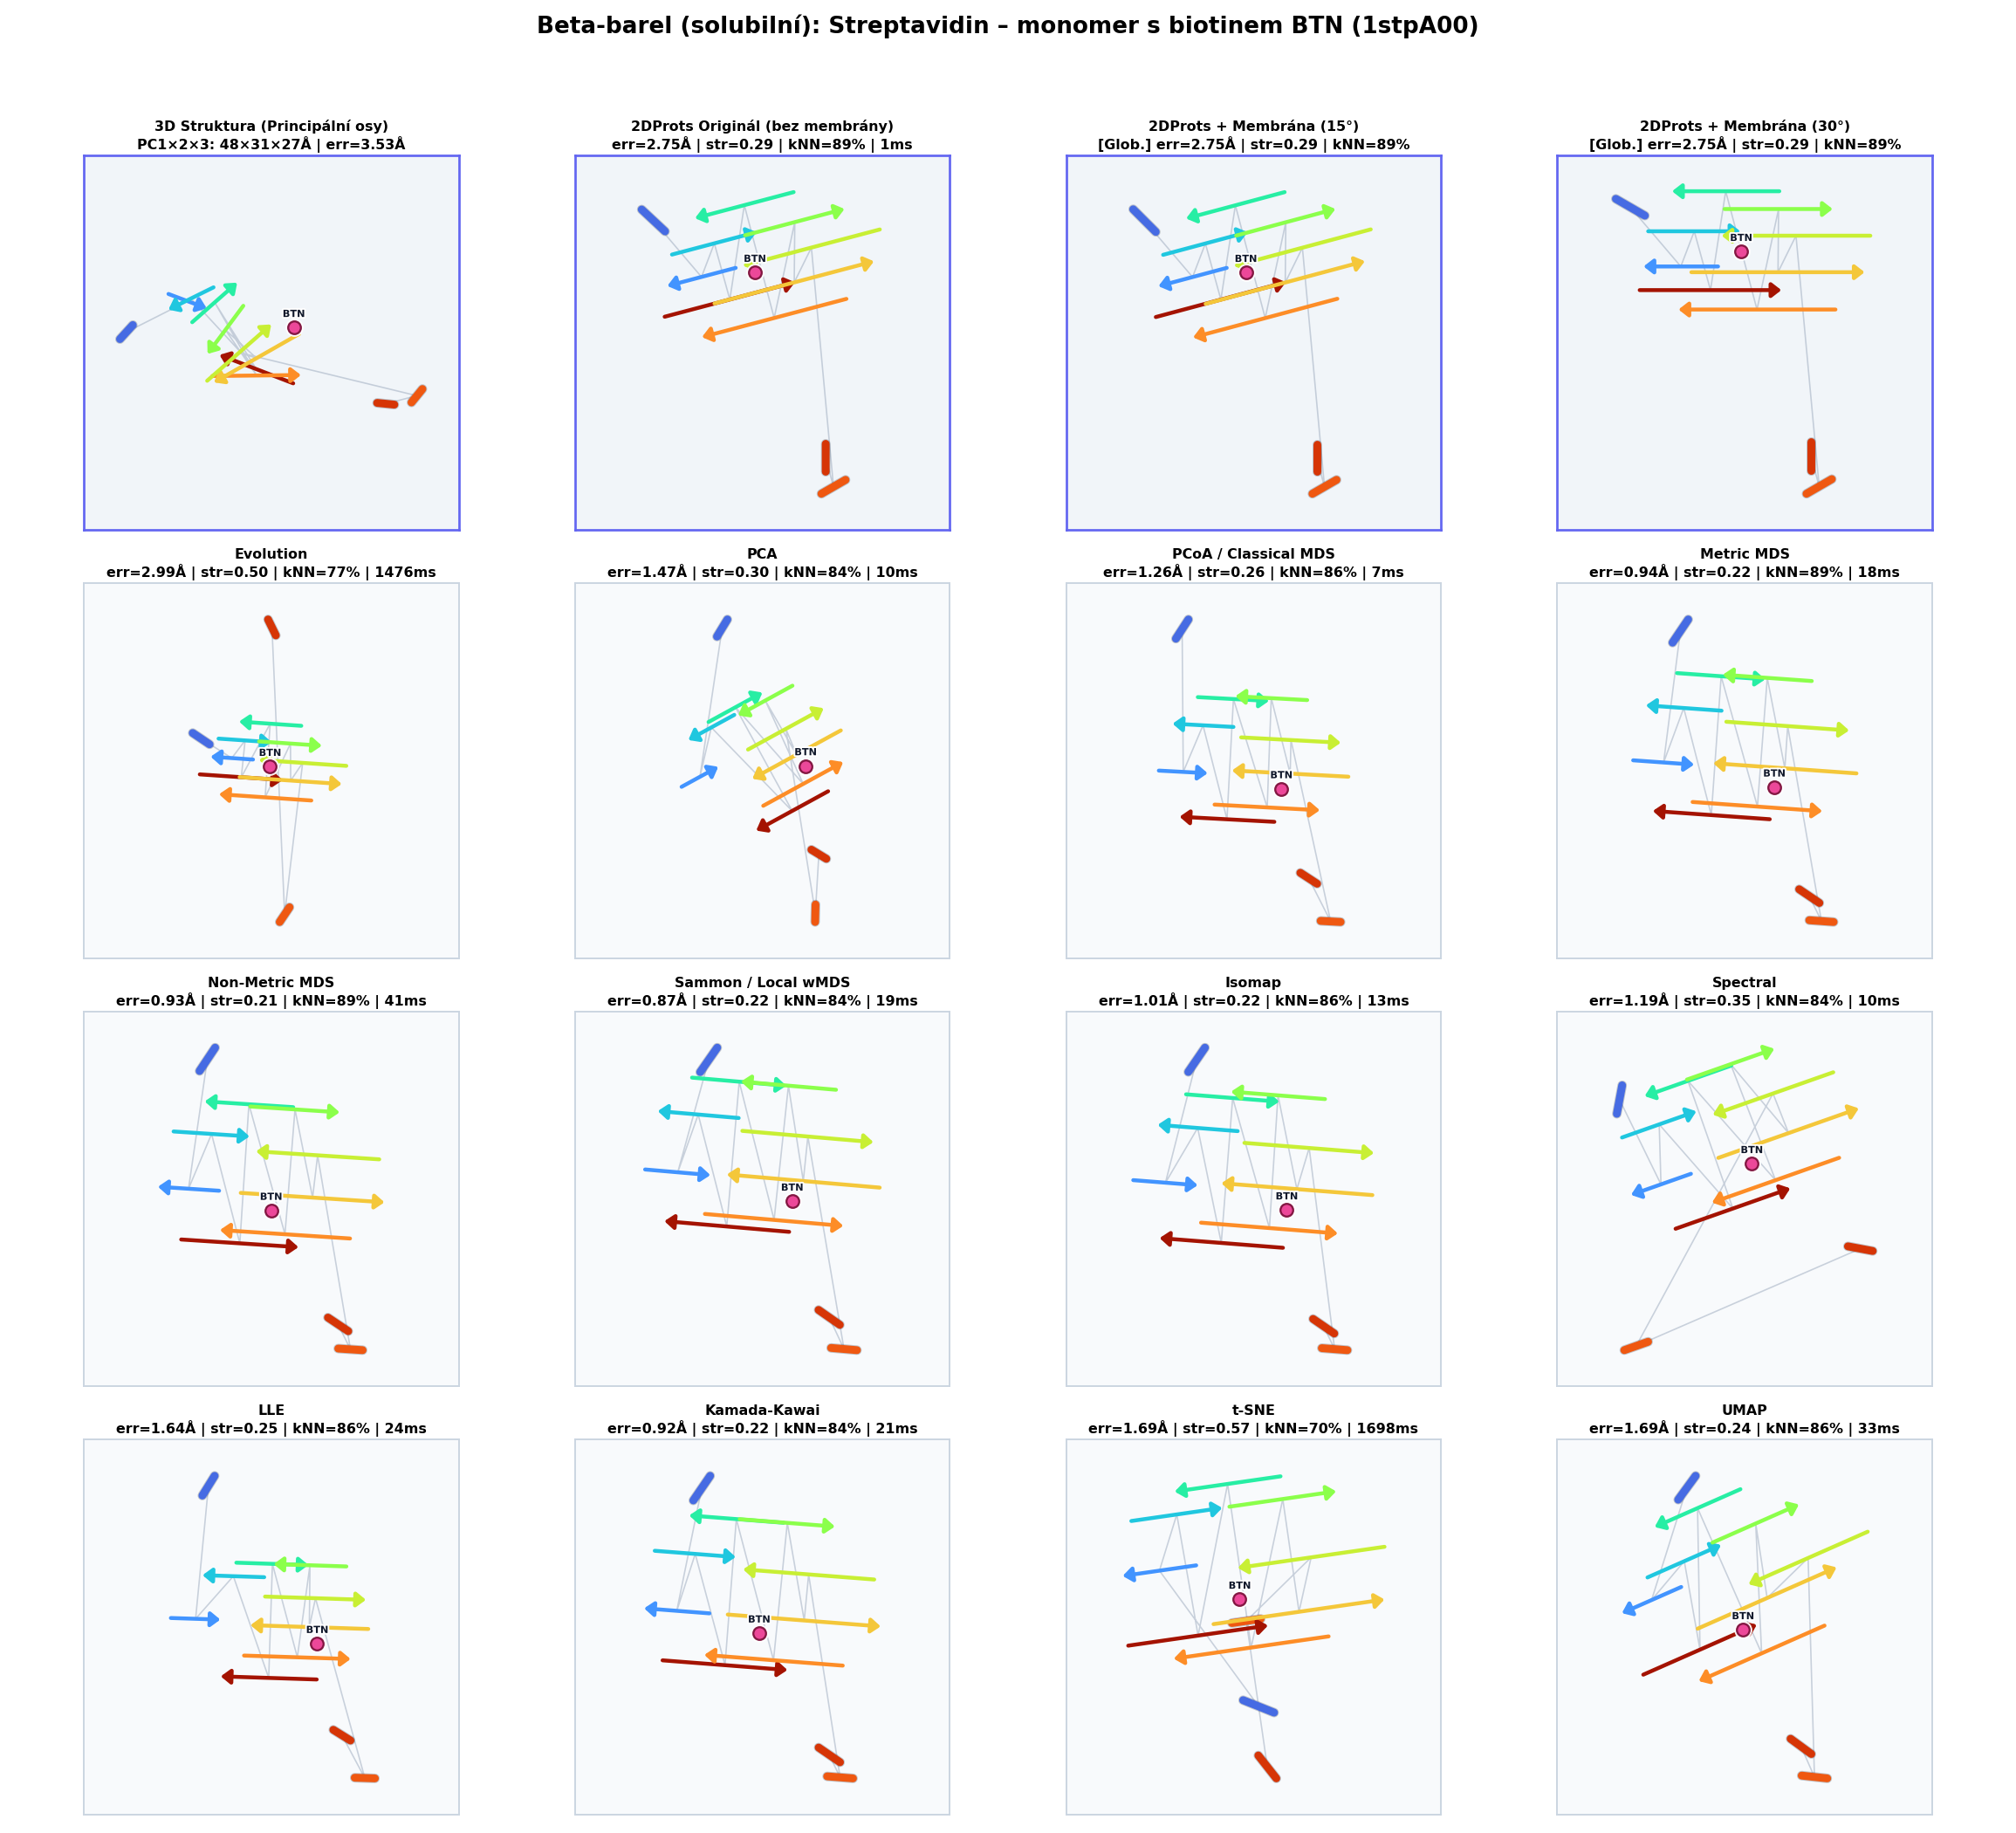 Beta-barel (solubilní): Streptavidin – monomer s biotinem BTN (1stpA00)
3D Struktura (Principální osy)
PC1×2×3: 48×31×27Å | err=3.53Å
BTN
2DProts Originál (bez membrány)
err=2.75Å | str=0.29 | kNN=89% | 1ms
BTN
2DProts + Membrána (15°)
[Glob.] err=2.75Å | str=0.29 | kNN=89%
BTN
2DProts + Membrána (30°)
[Glob.] err=2.75Å | str=0.29 | kNN=89%
BTN
Evolution
err=2.99Å | str=0.50 | kNN=77% | 1476ms
BTN
PCA
err=1.47Å | str=0.30 | kNN=84% | 10ms
BTN
PCoA / Classical MDS
err=1.26Å | str=0.26 | kNN=86% | 7ms
BTN
Metric MDS
err=0.94Å | str=0.22 | kNN=89% | 18ms
BTN
Non-Metric MDS
err=0.93Å | str=0.21 | kNN=89% | 41ms
BTN
Sammon / Local wMDS
err=0.87Å | str=0.22 | kNN=84% | 19ms
BTN
Isomap
err=1.01Å | str=0.22 | kNN=86% | 13ms
BTN
Spectral
err=1.19Å | str=0.35 | kNN=84% | 10ms
BTN
LLE
err=1.64Å | str=0.25 | kNN=86% | 24ms
BTN
Kamada-Kawai
err=0.92Å | str=0.22 | kNN=84% | 21ms
BTN
t-SNE
err=1.69Å | str=0.57 | kNN=70% | 1698ms
BTN
UMAP
err=1.69Å | str=0.24 | kNN=86% | 33ms
BTN